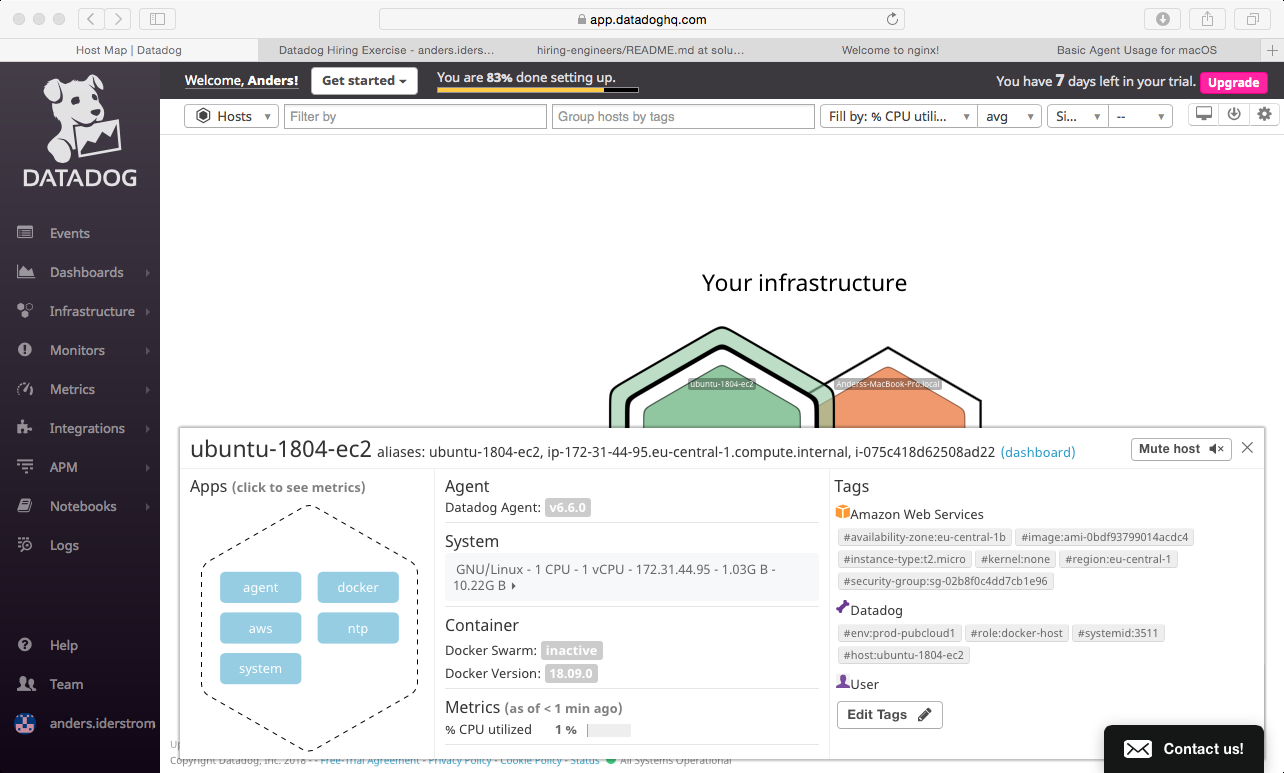 app.datadoghq.com
Host Map | Datadog
Datadog Hiring Exercise - anders.iders...
hiring-engineers/README.md at solu...
Welcome to nginx!
Basic Agent Usage for macOS
DATADOG
Welcome, Anders!
Get started
You are 83% done setting up.
You have 7 days left in your trial.
Upgrade
Hosts
Filter by
Group hosts by tags
Fill by: % CPU utili...
avg
Si...
--
Events
Dashboards
Infrastructure
Monitors
Metrics
Integrations
APM
Notebooks
Logs
Help
Team
anders.iderstrom
Your infrastructure
ubuntu-1804-ec2
Anderss-MacBook-Pro.local
ubuntu-1804-ec2 aliases: ubuntu-1804-ec2, ip-172-31-44-95.eu-central-1.compute.internal, i-075c418d62508ad22 (dashboard)
Mute host
Apps (click to see metrics)
agent
docker
aws
ntp
system
Agent
Datadog Agent: v6.6.0
System
GNU/Linux - 1 CPU - 1 vCPU - 172.31.44.95 - 1.03G B -
10.22G B
Container
Docker Swarm: inactive
Docker Version: 18.09.0
Metrics (as of < 1 min ago)
% CPU utilized 1 %
Tags
Amazon Web Services
#availability-zone:eu-central-1b #image:ami-0bdf93799014acdc4
#instance-type:t2.micro #kernel:none #region:eu-central-1
#security-group:sg-02b8f0c4dd7cb1e96
Datadog
#env:prod-pubcloud1 #role:docker-host #systemid:3511
#host:ubuntu-1804-ec2
User
Edit Tags
Contact us!
Copyright Datadog, Inc. 2018 - - Free-Trial Agreement - Privacy Policy - Cookie Policy - Status All Systems Operational